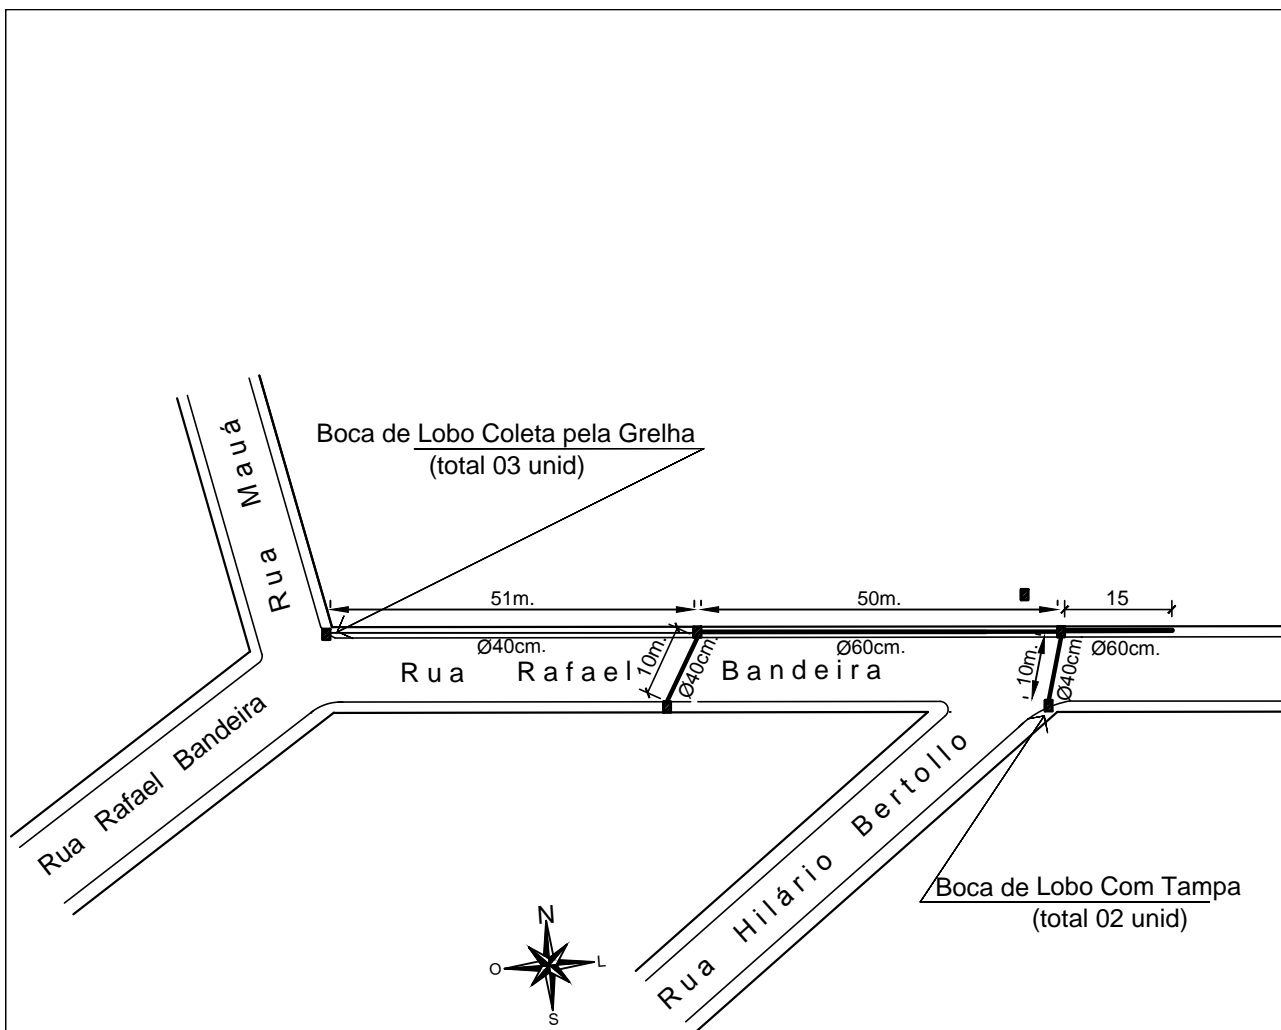 Rua Mauá
Boca de Lobo Coleta pela Grelha
(total 03 unid)
51m.
50m.
15
Ø40cm.
10m.
Ø40cm.
Ø60cm.
10m.
Ø40cm.
Ø60cm.
Rua Rafael Bandeira
Rua Rafael Bandeira
Rua Hilário Bertollo
Boca de Lobo Com Tampa
(total 02 unid)
N
O
L
S